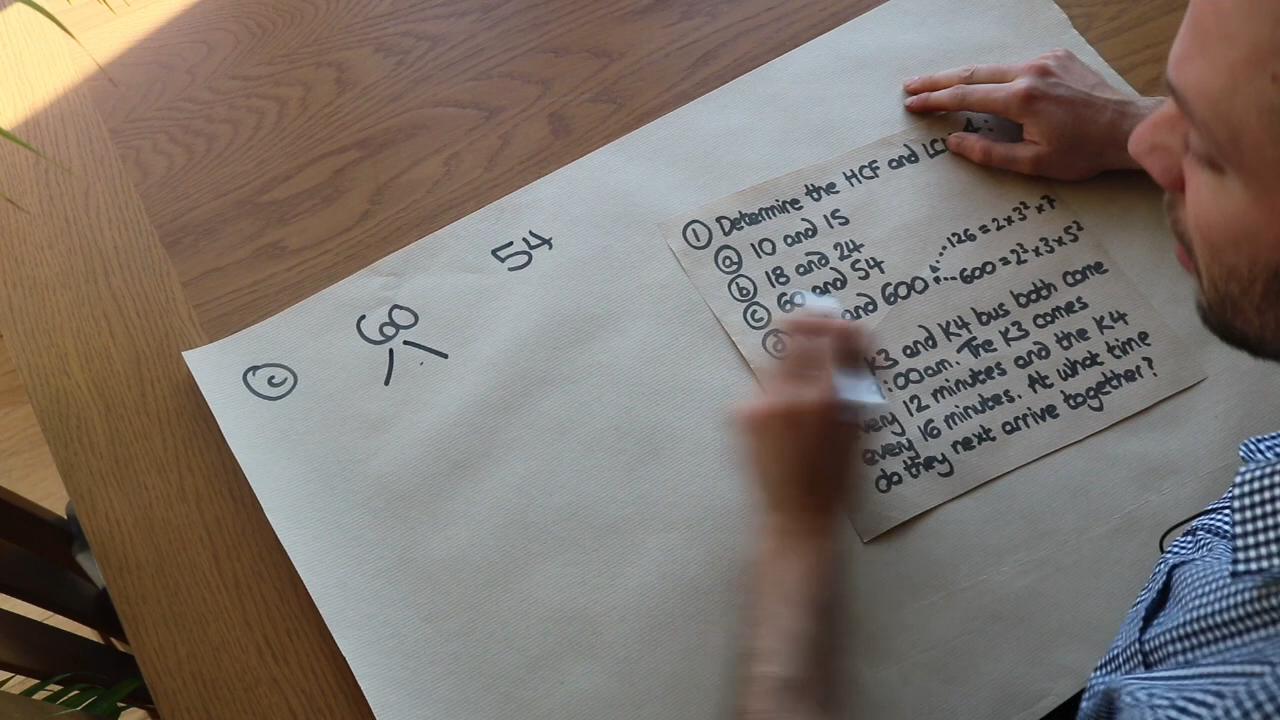 54
60
c
1 Determine the HCF and
a 10 and 15
b 18 and 24
c 60 and 54
d and 600
126 = 2 x 3² x 7
600 = 2³ x 3 x 5²
K3 and K4 bus both come
:00am. The K3 comes
every 12 minutes and the K4
every 16 minutes. At what time
do they next arrive together?